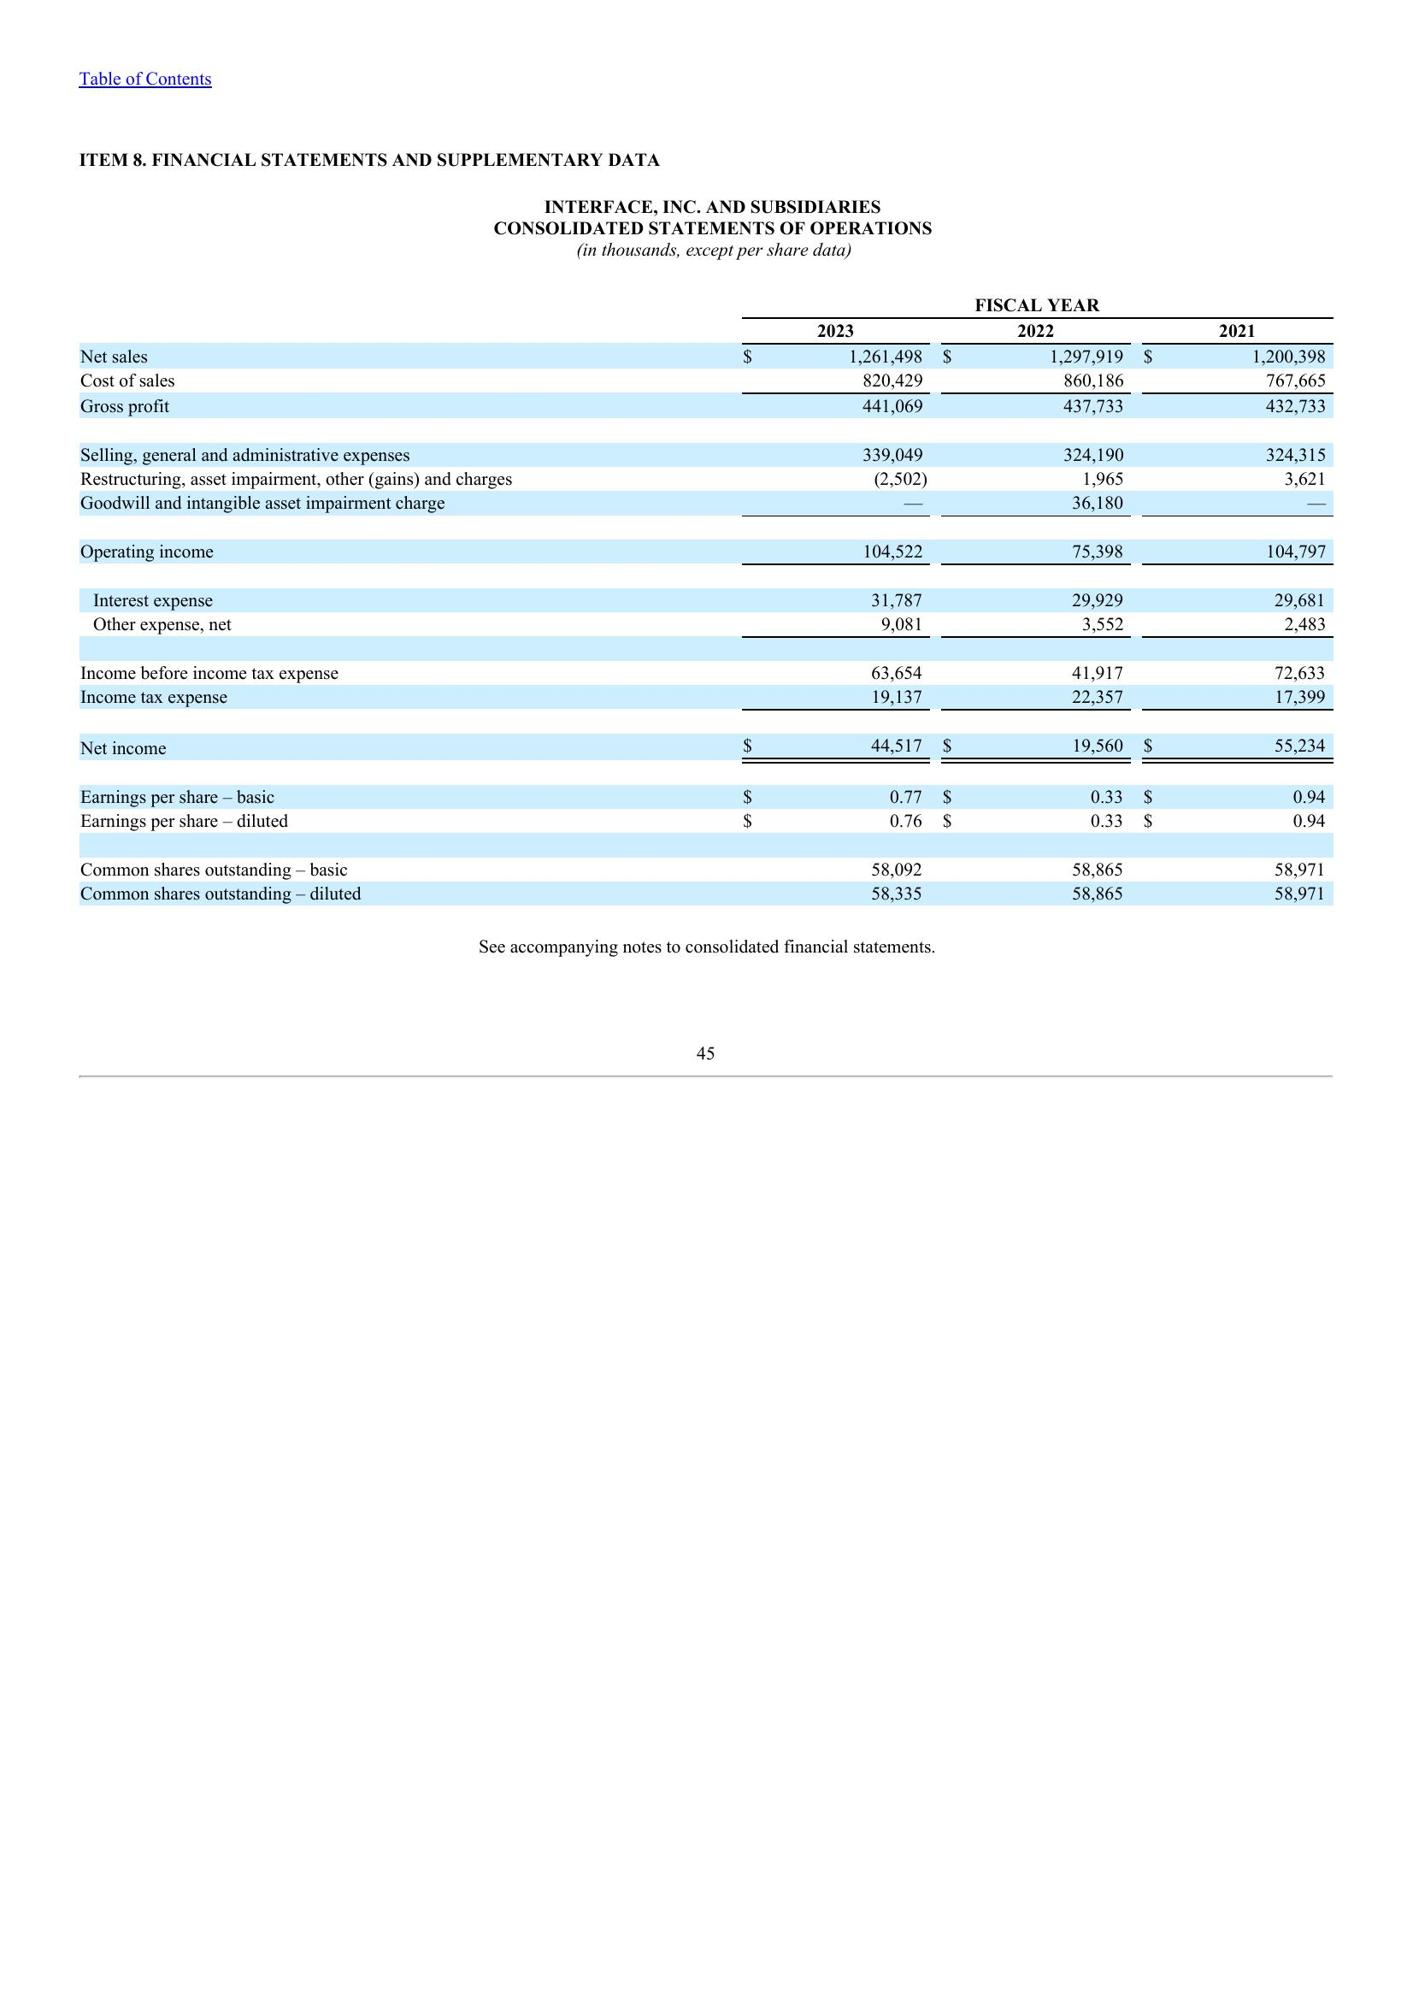 Table of Contents
ITEM 8. FINANCIAL STATEMENTS AND SUPPLEMENTARY DATA
INTERFACE, INC. AND SUBSIDIARIES
CONSOLIDATED STATEMENTS OF OPERATIONS
(in thousands, except per share data)
FISCAL YEAR
2023 2022 2021
Net sales $ 1,261,498 $ 1,297,919 $ 1,200,398
Cost of sales 820,429 860,186 767,665
Gross profit 441,069 437,733 432,733
Selling, general and administrative expenses 339,049 324,190 324,315
Restructuring, asset impairment, other (gains) and charges (2,502) 1,965 3,621
Goodwill and intangible asset impairment charge — 36,180 —
Operating income 104,522 75,398 104,797
Interest expense 31,787 29,929 29,681
Other expense, net 9,081 3,552 2,483
Income before income tax expense 63,654 41,917 72,633
Income tax expense 19,137 22,357 17,399
Net income $ 44,517 $ 19,560 $ 55,234
Earnings per share – basic $ 0.77 $ 0.33 $ 0.94
Earnings per share – diluted $ 0.76 $ 0.33 $ 0.94
Common shares outstanding – basic 58,092 58,865 58,971
Common shares outstanding – diluted 58,335 58,865 58,971
See accompanying notes to consolidated financial statements.
45